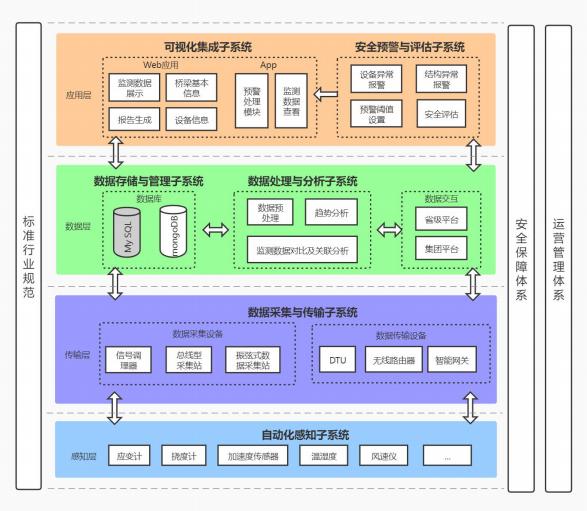 标准行业规范
可视化集成子系统
安全预警与评估子系统
Web应用
App
应用层
监测数据
展示
桥梁基本
信息
报告生成
设备信息
预警
处理
模块
监测
数据
查看
设备异常
报警
结构异常
报警
预警阈值
设置
安全评估
数据存储与管理子系统
数据处理与分析子系统
数据层
数据库
My SQL
mongoDB
数据预
处理
趋势分析
监测数据对比及关联分析
数据交互
省级平台
集团平台
数据采集与传输子系统
传输层
数据采集设备
信号调
理器
总线型
采集站
振弦式数
据采集站
数据传输设备
DTU
无线路由器
智能网关
自动化感知子系统
感知层
应变计
挠度计
加速度传感器
温湿度
风速仪
...
安全保障体系
运营管理体系